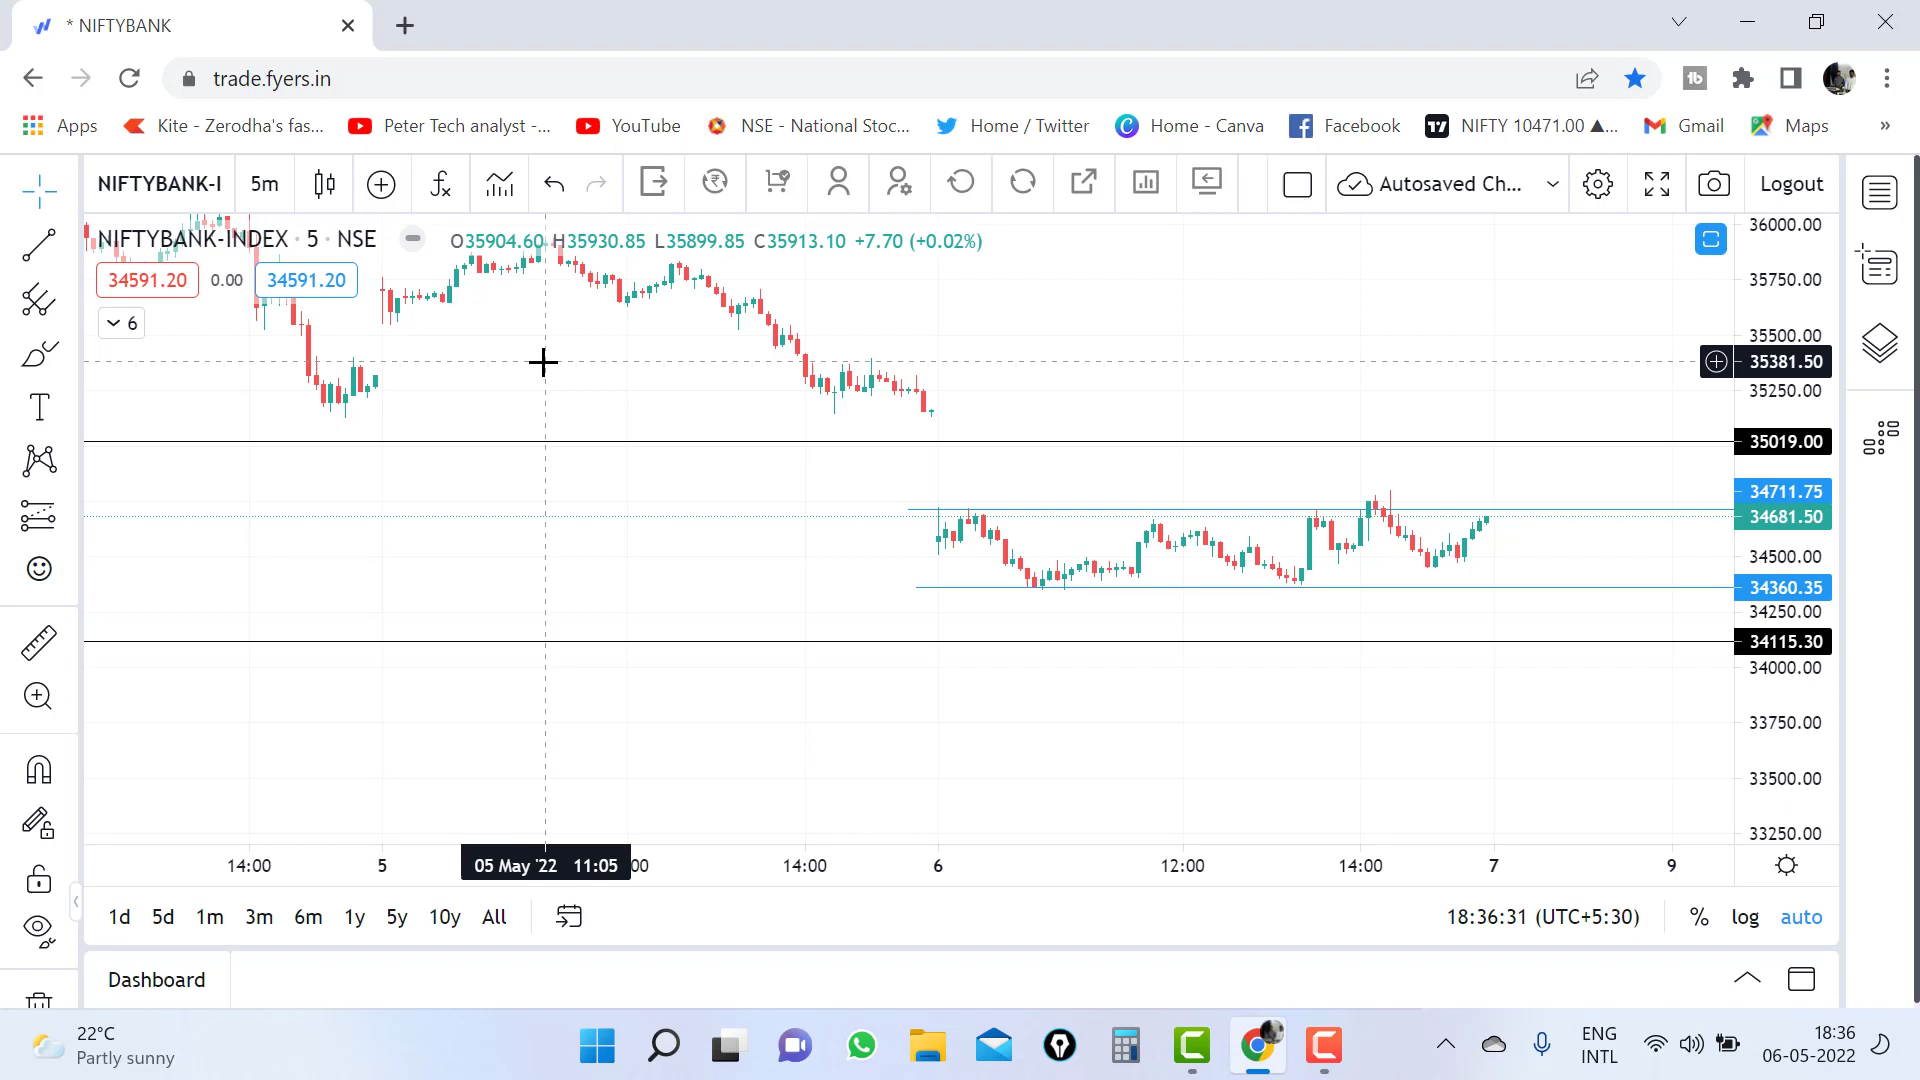 * NIFTYBANK
trade.fyers.in
Apps
Kite - Zerodha's fas...
Peter Tech analyst -...
YouTube
NSE - National Stoc...
Home / Twitter
Home - Canva
Facebook
NIFTY 10471.00 ▲...
Gmail
Maps
»
NIFTYBANK-I
5m
Autosaved Ch...
Logout
NIFTYBANK-INDEX · 5 · NSE
O35904.60 H35930.85 L35899.85 C35913.10 +7.70 (+0.02%)
34591.20 0.00 34591.20
6
36000.00
35750.00
35500.00
35381.50
35250.00
35019.00
34711.75
34681.50
34500.00
34360.35
34250.00
34115.30
34000.00
33750.00
33500.00
33250.00
14:00
5
05 May '22 11:05
:00
14:00
6
12:00
14:00
7
9
1d 5d 1m 3m 6m 1y 5y 10y All
18:36:31 (UTC+5:30)
% log auto
Dashboard
22°C
Partly sunny
ENG
INTL
18:36
06-05-2022